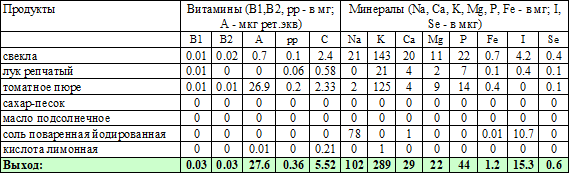 Продукты Витамины (В1,В2, рр - в мг; Минералы (Na, Ca, K, Mg, P, Fe - в мг; I,
А - мкг рет.экв) Se - в мкг)
В1 В2 А рр С Na K Ca Mg P Fe I Se
свекла 0.01 0.02 0.7 0.1 2.4 21 143 20 11 22 0.7 4.2 0.4
лук репчатый 0.01 0 0 0.06 0.58 0 21 4 2 7 0.1 0.4 0.1
томатное пюре 0.01 0.01 26.9 0.2 2.33 2 125 4 9 14 0.4 0 0.1
сахар-песок 0 0 0 0 0 0 0 0 0 0 0 0 0
масло подсолнечное 0 0 0 0 0 0 0 0 0 0 0 0 0
соль поваренная йодированная 0 0 0 0 0 78 0 1 0 0 0.01 10.7 0
кислота лимонная 0 0 0.01 0 0.21 0 1 0 0 0 0 0 0
Выход: 0.03 0.03 27.6 0.36 5.52 102 289 29 22 44 1.2 15.3 0.6